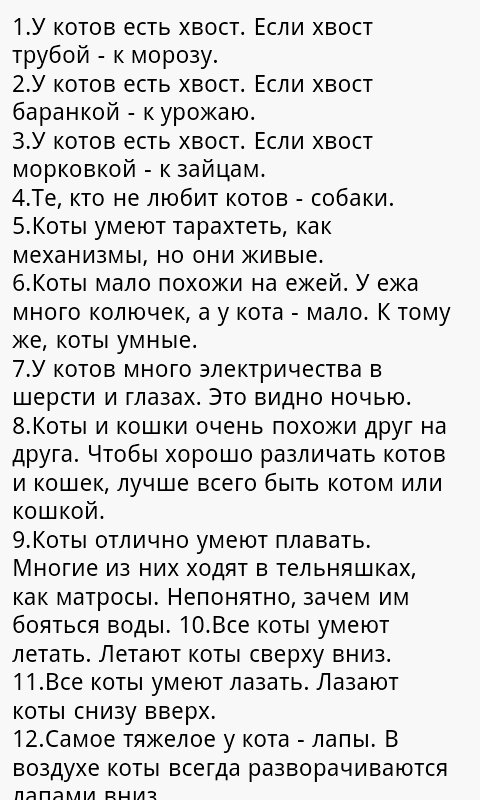 1.У котов есть хвост. Если хвост
трубой - к морозу.
2.У котов есть хвост. Если хвост
баранкой - к урожаю.
3.У котов есть хвост. Если хвост
морковкой - к зайцам.
4.Те, кто не любит котов - собаки.
5.Коты умеют тарахтеть, как
механизмы, но они живые.
6.Коты мало похожи на ежей. У ежа
много колючек, а у кота - мало. К тому
же, коты умные.
7.У котов много электричества в
шерсти и глазах. Это видно ночью.
8.Коты и кошки очень похожи друг на
друга. Чтобы хорошо различать котов
и кошек, лучше всего быть котом или
кошкой.
9.Коты отлично умеют плавать.
Многие из них ходят в тельняшках,
как матросы. Непонятно, зачем им
бояться воды. 10.Все коты умеют
летать. Летают коты сверху вниз.
11.Все коты умеют лазать. Лазают
коты снизу вверх.
12.Самое тяжелое у кота - лапы. В
воздухе коты всегда разворачиваются
лапами вниз